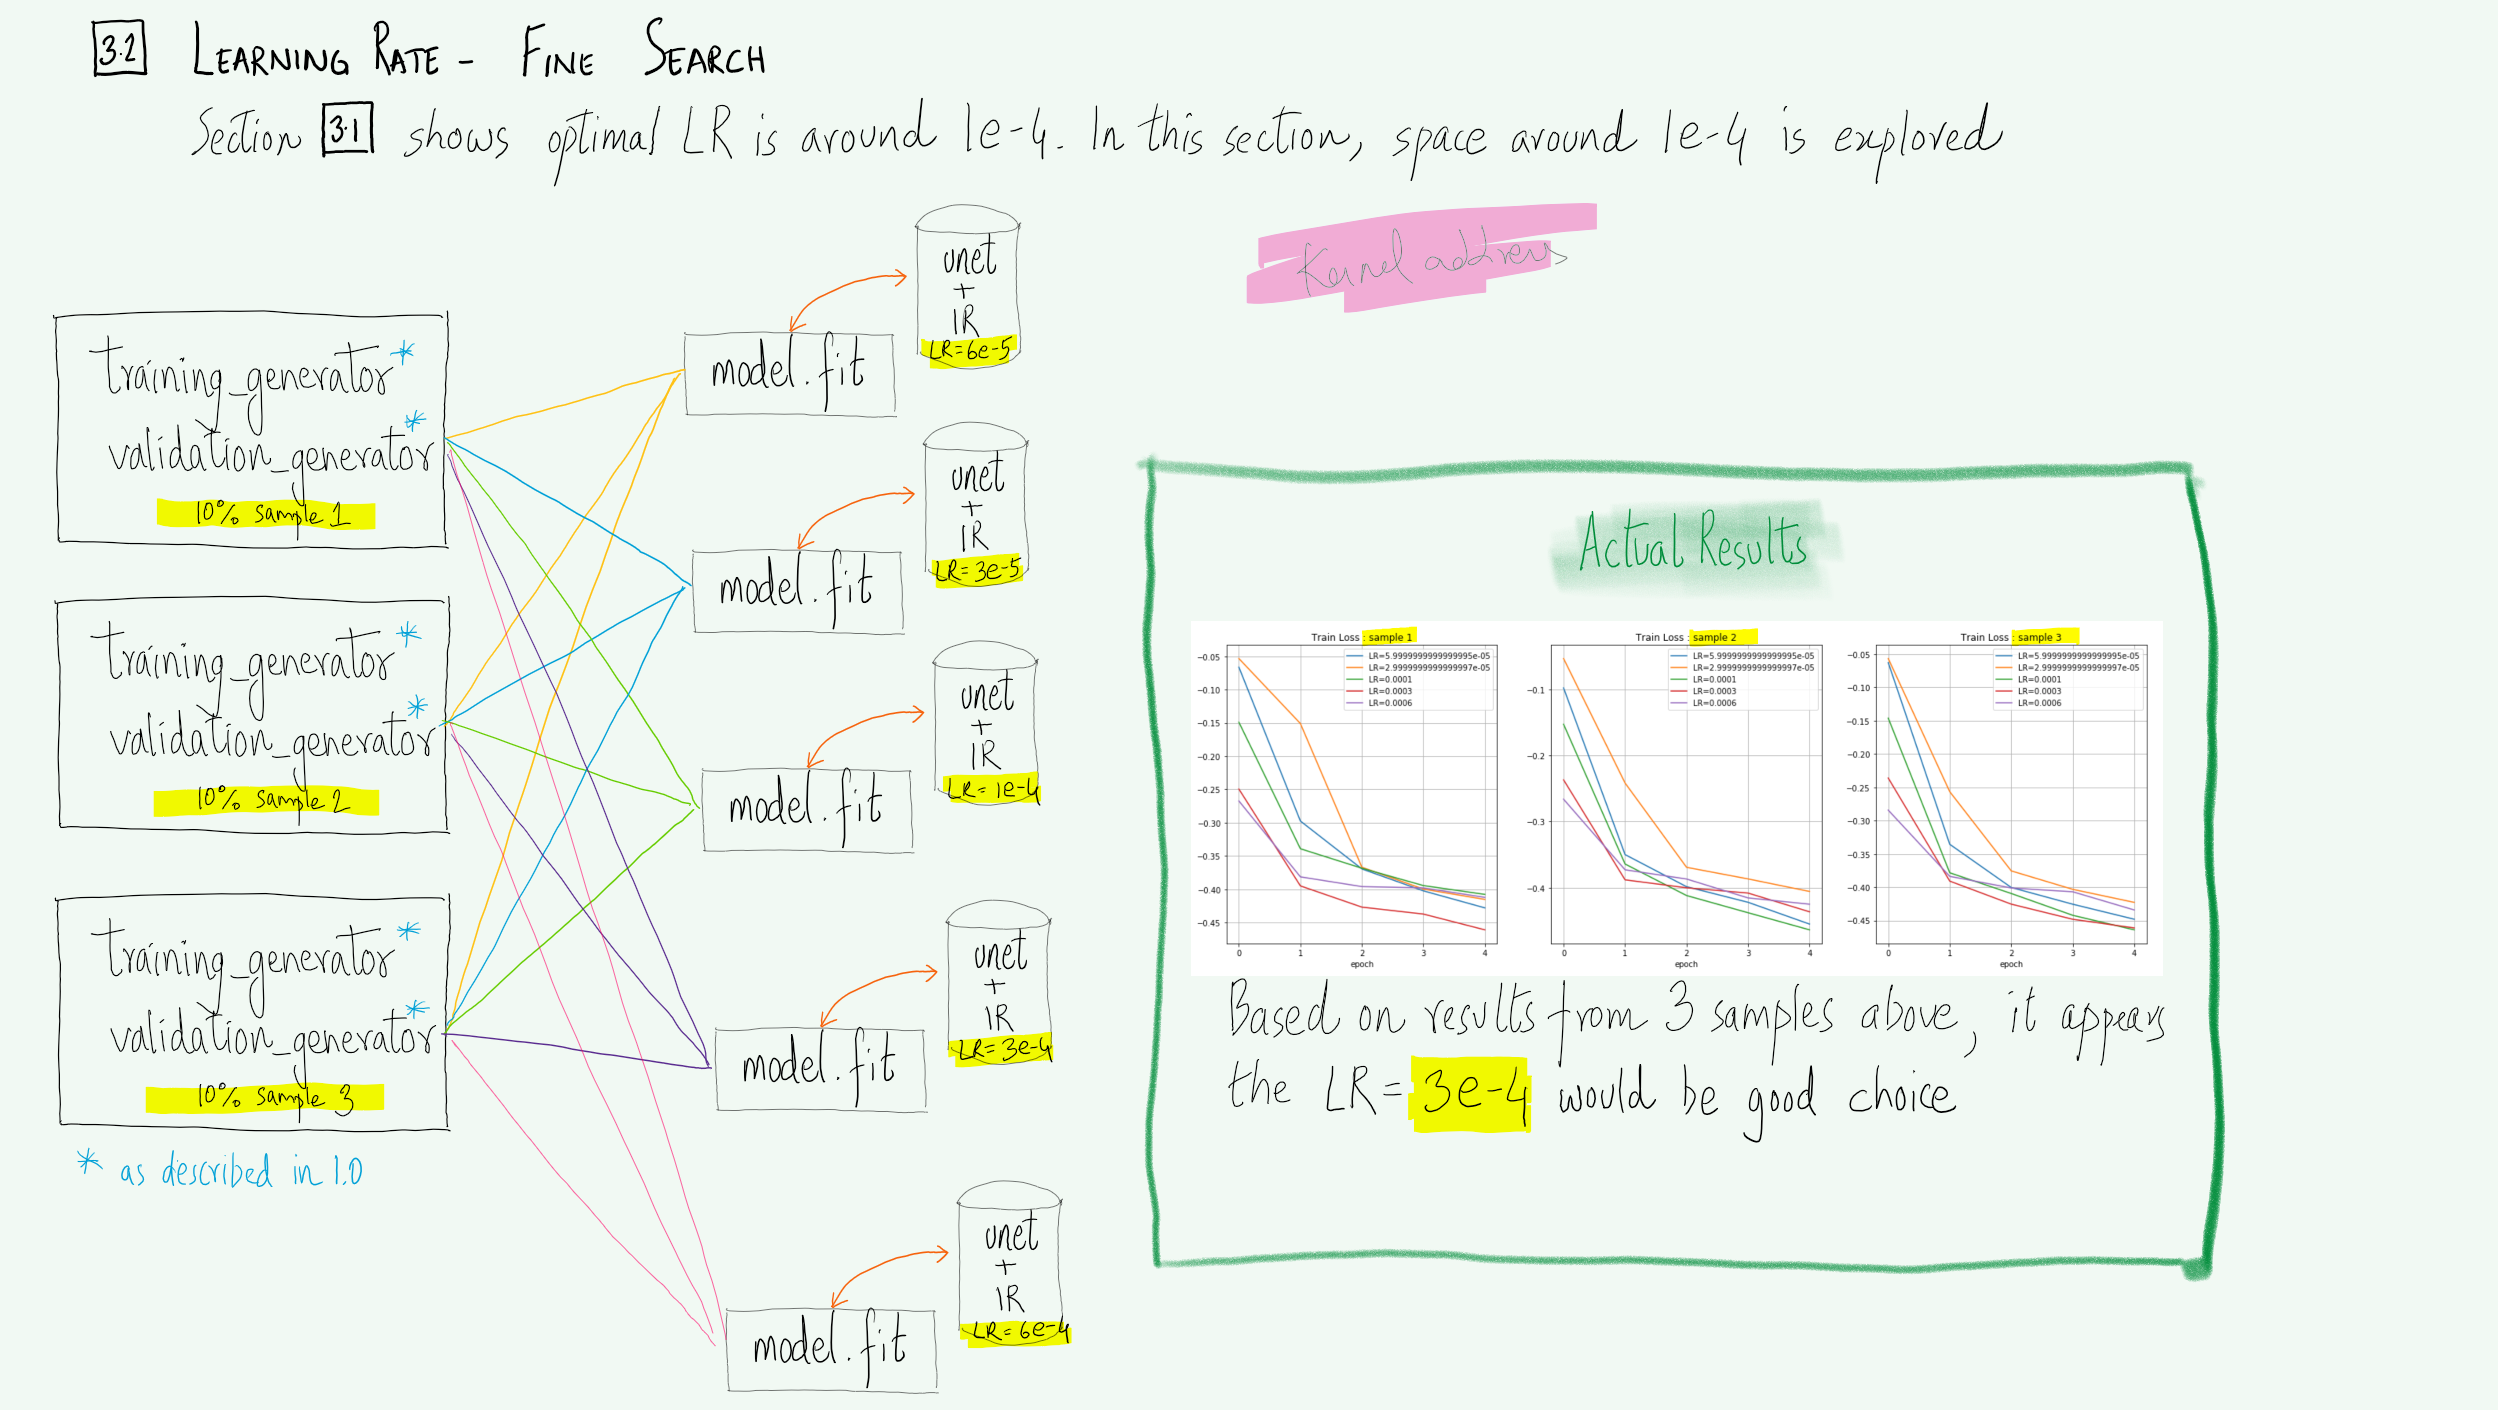 3.2 LEARNING RATE - FINE SEARCH
Section 3.1 shows optimal LR is around 1e-4. In this section, space around 1e-4 is explored
Kernel address
training_generator*
validation_generator*
10% sample 1
training_generator*
validation_generator*
10% sample 2
training_generator*
validation_generator*
10% sample 3
* as described in 1.0
model.fit
unet
+
IR
LR=6e-5
model.fit
unet
+
IR
LR=3e-5
model.fit
unet
+
IR
LR=1e-4
model.fit
unet
+
IR
LR=3e-4
model.fit
unet
+
IR
LR=6e-4
Actual Results
Train Loss : sample 1
LR=5.9999999999999995e-05
LR=2.9999999999999997e-05
LR=0.0001
LR=0.0003
LR=0.0006
−0.05
−0.10
−0.15
−0.20
−0.25
−0.30
−0.35
−0.40
−0.45
0 1 2 3 4
epoch
Train Loss : sample 2
LR=5.9999999999999995e-05
LR=2.9999999999999997e-05
LR=0.0001
LR=0.0003
LR=0.0006
−0.1
−0.2
−0.3
−0.4
0 1 2 3 4
epoch
Train Loss : sample 3
LR=5.9999999999999995e-05
LR=2.9999999999999997e-05
LR=0.0001
LR=0.0003
LR=0.0006
−0.05
−0.10
−0.15
−0.20
−0.25
−0.30
−0.35
−0.40
−0.45
0 1 2 3 4
epoch
Based on results from 3 samples above, it appears
the LR= 3e-4 would be good choice